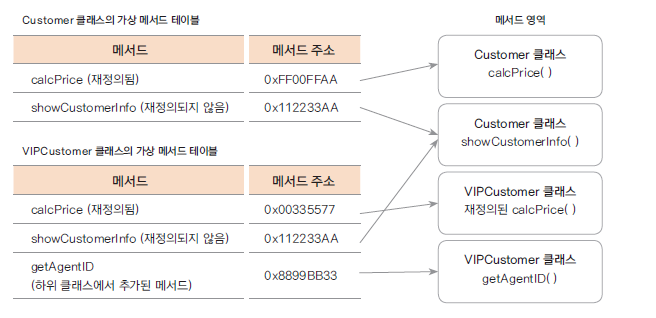 Customer 클래스의 가상 메서드 테이블
메서드 메서드 주소
calcPrice (재정의됨) 0xFF00FFAA
showCustomerInfo (재정의되지 않음) 0x112233AA
VIPCustomer 클래스의 가상 메서드 테이블
메서드 메서드 주소
calcPrice (재정의됨) 0x00335577
showCustomerInfo (재정의되지 않음) 0x112233AA
getAgentID
(하위 클래스에서 추가된 메서드) 0x8899BB33
메서드 영역
Customer 클래스
calcPrice( )
Customer 클래스
showCustomerInfo( )
VIPCustomer 클래스
재정의된 calcPrice( )
VIPCustomer 클래스
getAgentID( )